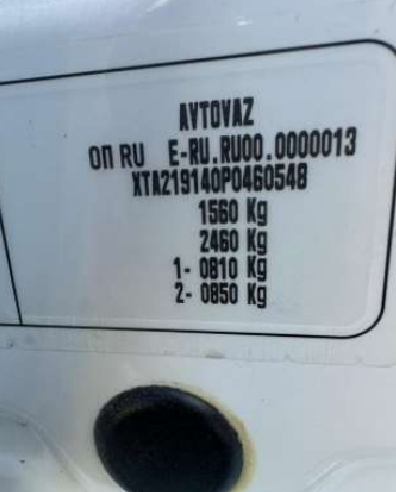 AVTOVAZ
ОП RU E-RU.RU00.0000013
XTA219140P0460548
1560 Kg
2460 Kg
1- 0810 Kg
2- 0850 Kg